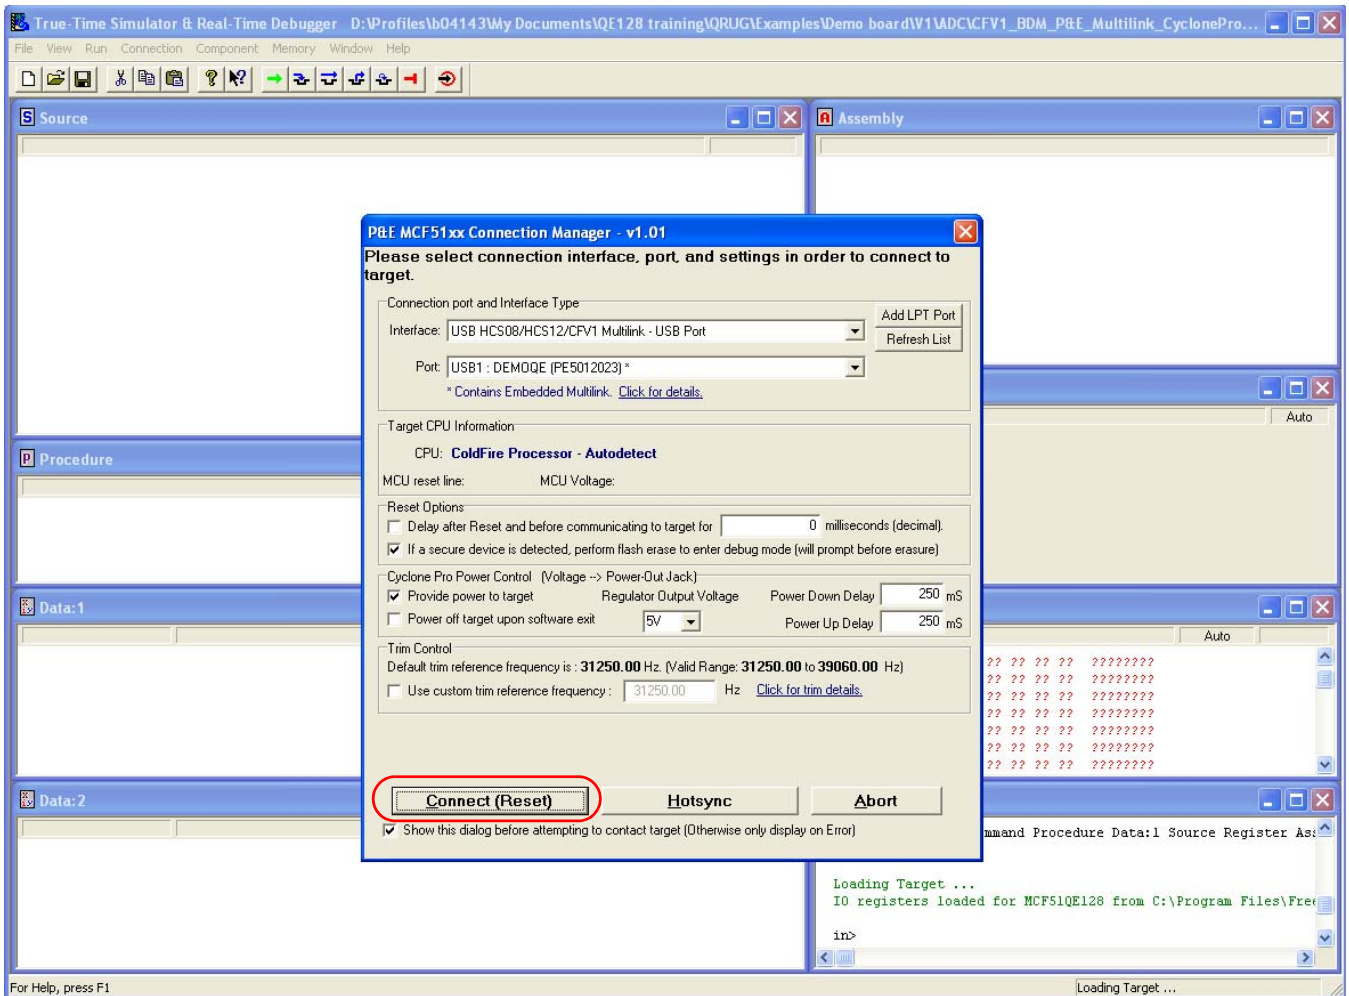 True-Time Simulator & Real-Time Debugger D:\Profiles\b04143\My Documents\QE128 training\QRUG\Examples\Demo board\V1\ADC\CFV1_BDM_P&E_Multilink_CyclonePro...
File View Run Connection Component Memory Window Help
S Source
A Assembly
P&E MCF51xx Connection Manager - v1.01
Please select connection interface, port, and settings in order to connect to
target.
Connection port and Interface Type
Interface: USB HCS08/HCS12/CFV1 Multilink - USB Port
Add LPT Port
Refresh List
Port: USB1 : DEMOQE (PE5012023) *
* Contains Embedded Multilink. Click for details.
Auto
Target CPU Information
CPU: ColdFire Processor - Autodetect
MCU reset line: MCU Voltage:
P Procedure
Reset Options
Delay after Reset and before communicating to target for 0 milliseconds (decimal).
If a secure device is detected, perform flash erase to enter debug mode (will prompt before erasure)
Cyclone Pro Power Control (Voltage --> Power-Out Jack)
Provide power to target Regulator Output Voltage Power Down Delay 250 mS
Power off target upon software exit 5V Power Up Delay 250 mS
Data:1
Auto
Trim Control
Default trim reference frequency is : 31250.00 Hz. (Valid Range: 31250.00 to 39060.00 Hz)
Use custom trim reference frequency : 31250.00 Hz Click for trim details.
?? ?? ?? ?? ????????
?? ?? ?? ?? ????????
?? ?? ?? ?? ????????
?? ?? ?? ?? ????????
?? ?? ?? ?? ????????
?? ?? ?? ?? ????????
?? ?? ?? ?? ????????
Data:2
Connect (Reset) Hotsync Abort
Show this dialog before attempting to contact target (Otherwise only display on Error)
mmand Procedure Data:1 Source Register Ass
Loading Target ...
IO registers loaded for MCF51QE128 from C:\Program Files\Free
in>
For Help, press F1
Loading Target ...